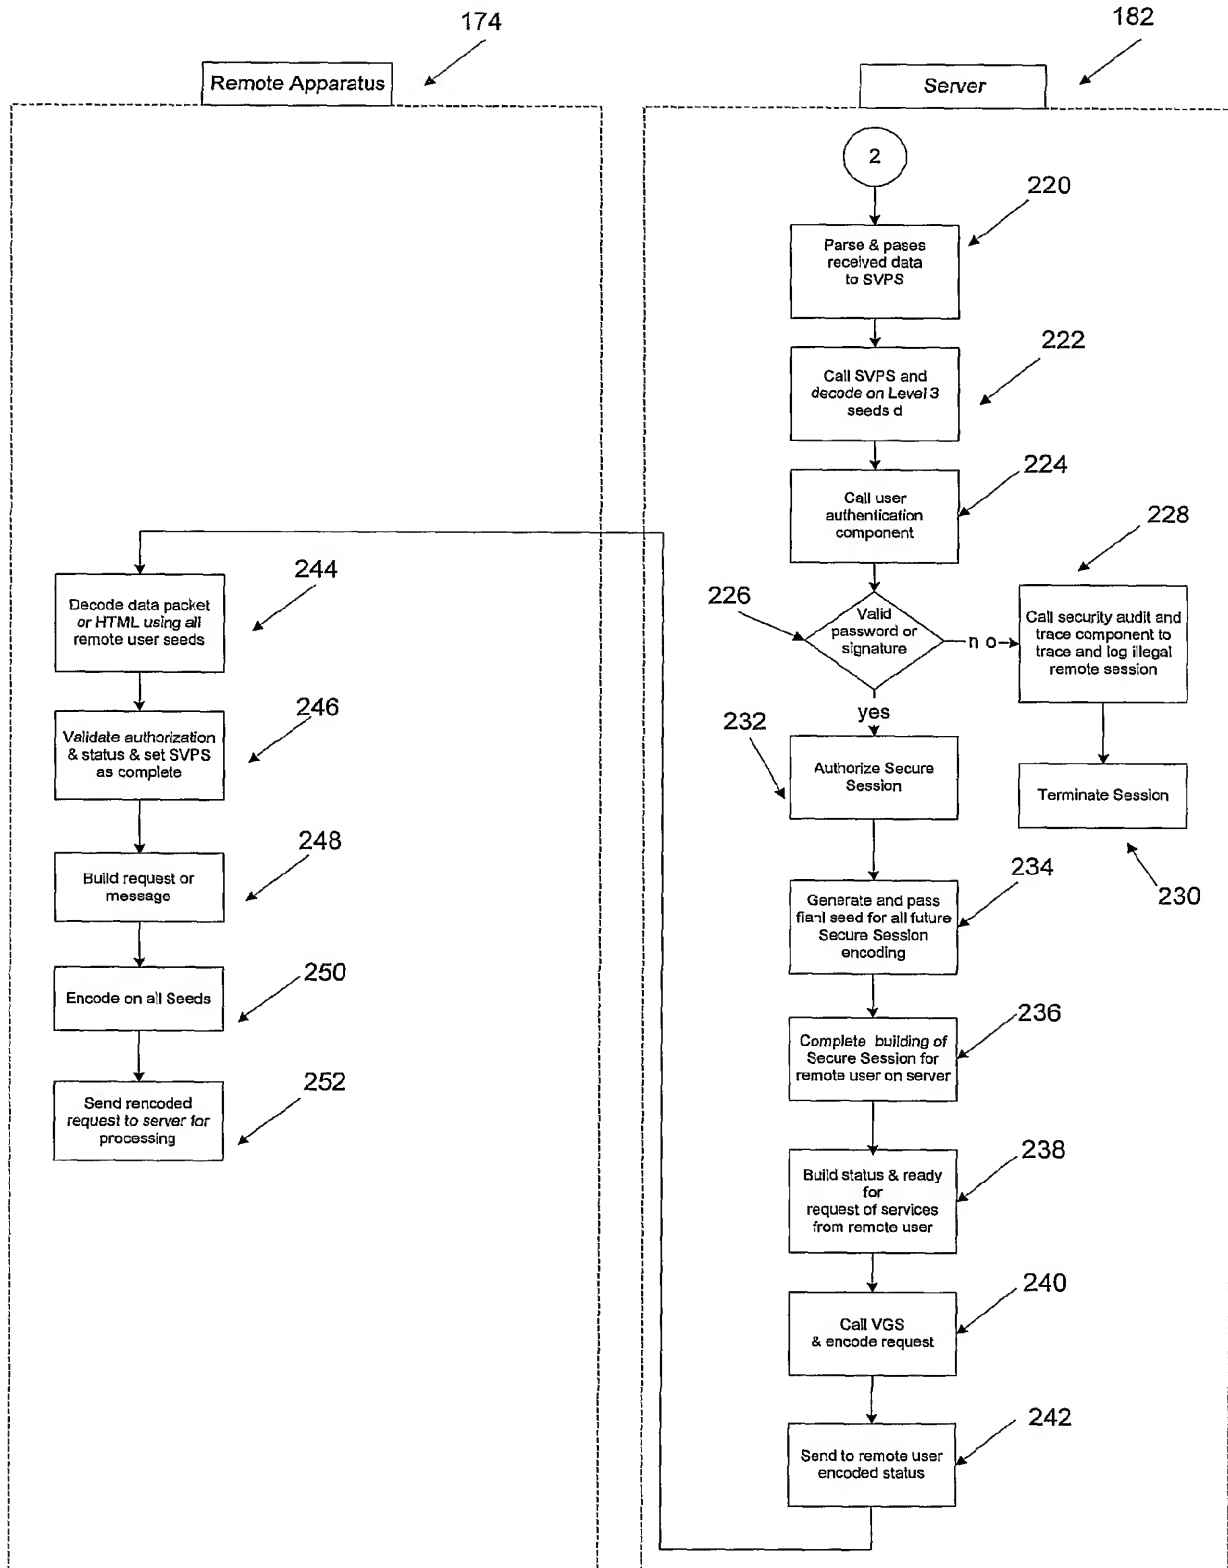 174
Remote Apparatus
182
Server
2
220
Parse & pases
received data
to SVPS
222
Call SVPS and
decode on Level 3
seeds d
224
Call user
authentication
component
226
Valid
password or
signature
no
yes
228
Call security audit and
trace component to
trace and log illegal
remote session
Terminate Session
230
232
Authorize Secure
Session
234
Generate and pass
fianl seed for all future
Secure Session
encoding
236
Complete building of
Secure Session for
remote user on server
238
Build status & ready
for
request of services
from remote user
240
Call VGS
& encode request
242
Send to remote user
encoded status
244
Decode data packet
or HTML using all
remote user seeds
246
Validate authorization
& status & set SVPS
as complete
248
Build request or
message
250
Encode on all Seeds
252
Send rencoded
request to server for
processing